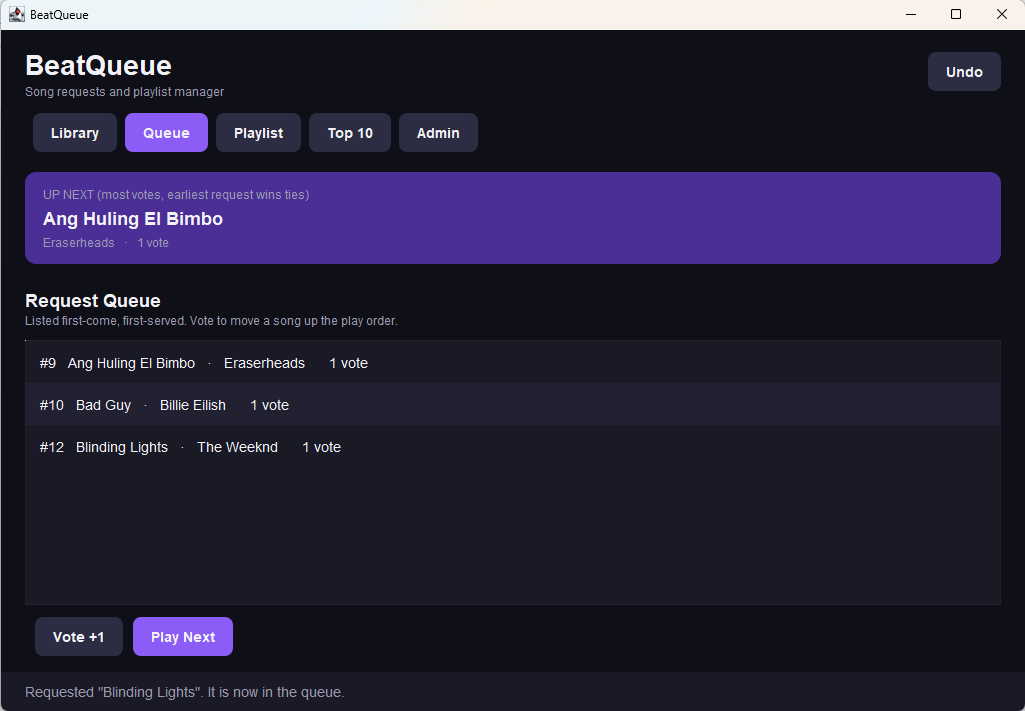 BeatQueue
BeatQueue
Undo
Song requests and playlist manager
Library Queue Playlist Top 10 Admin
UP NEXT (most votes, earliest request wins ties)
Ang Huling El Bimbo
Eraserheads · 1 vote
Request Queue
Listed first-come, first-served. Vote to move a song up the play order.
#9 Ang Huling El Bimbo · Eraserheads 1 vote
#10 Bad Guy · Billie Eilish 1 vote
#12 Blinding Lights · The Weeknd 1 vote
Vote +1 Play Next
Requested "Blinding Lights". It is now in the queue.